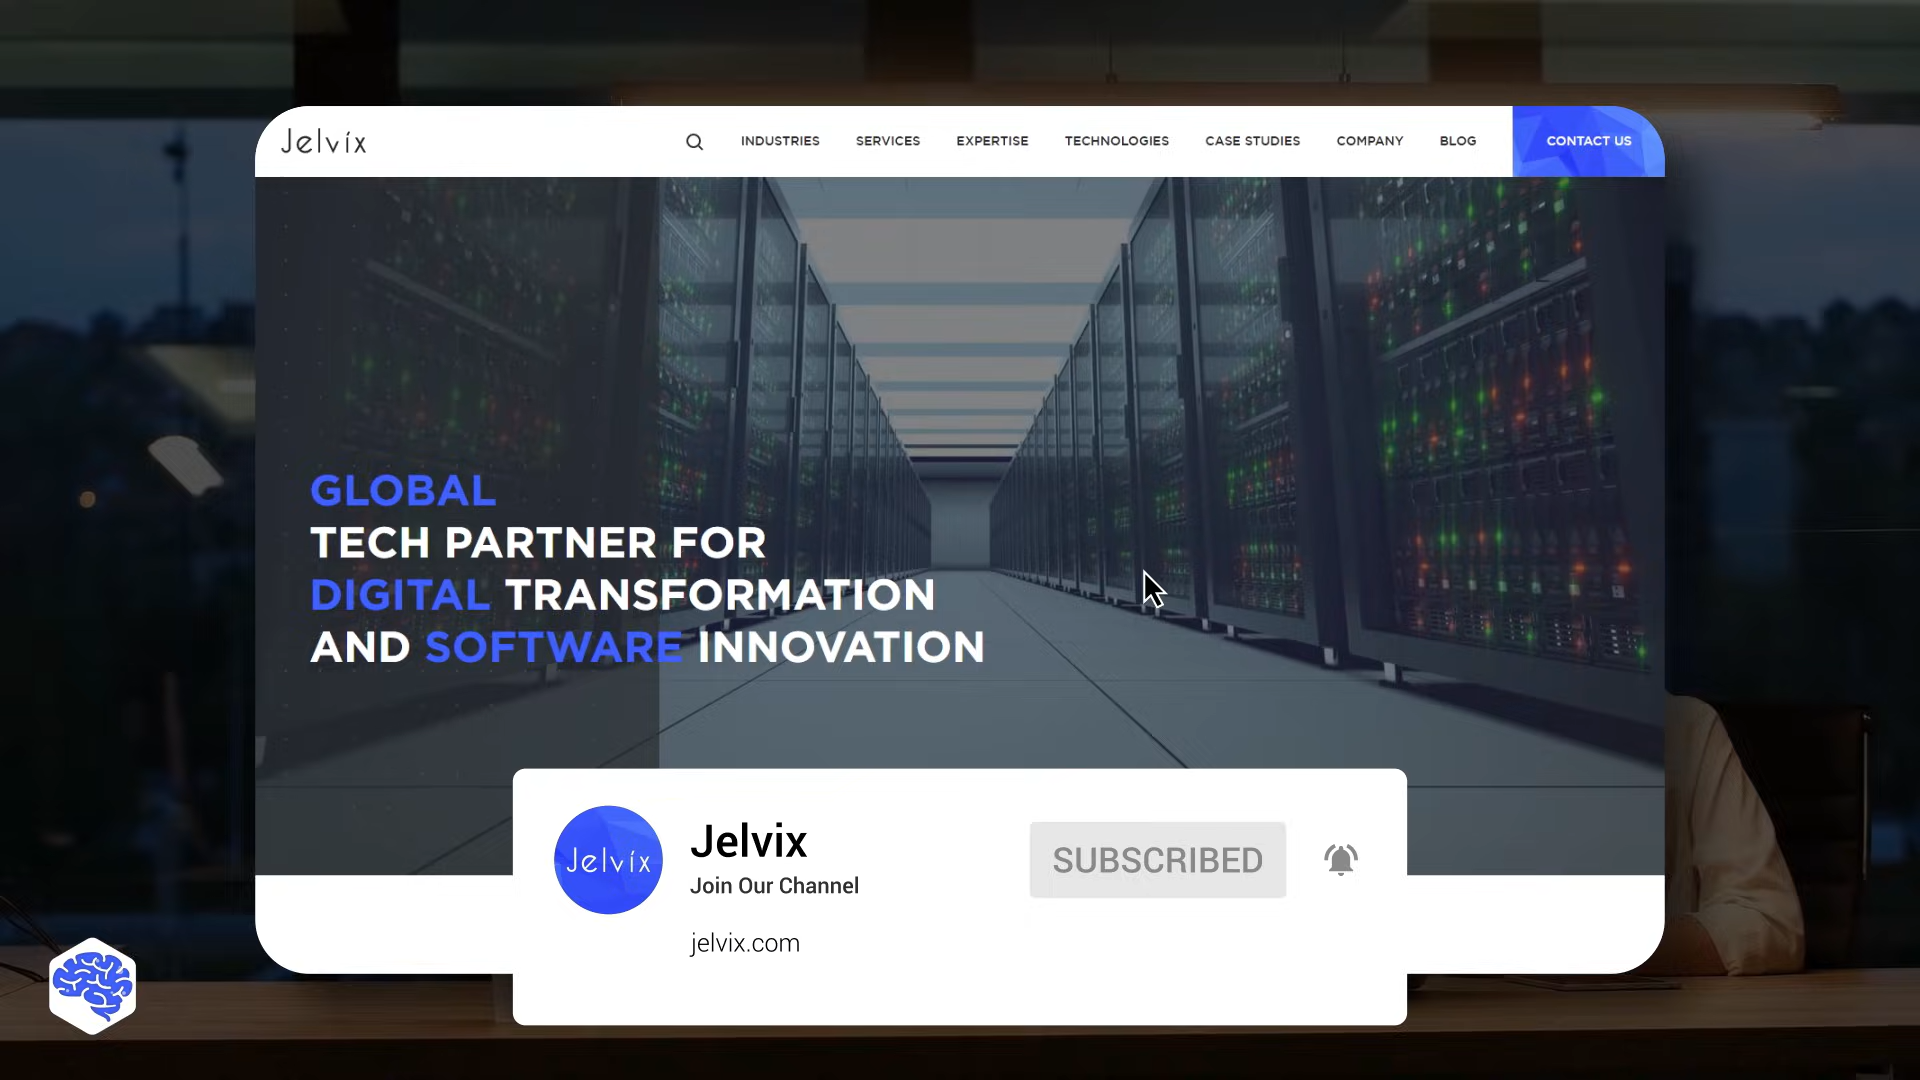 Jelvix
INDUSTRIES
SERVICES
EXPERTISE
TECHNOLOGIES
CASE STUDIES
COMPANY
BLOG
CONTACT US
GLOBAL
TECH PARTNER FOR
DIGITAL TRANSFORMATION
AND SOFTWARE INNOVATION
Jelvix
Jelvix
Join Our Channel
SUBSCRIBED
jelvix.com